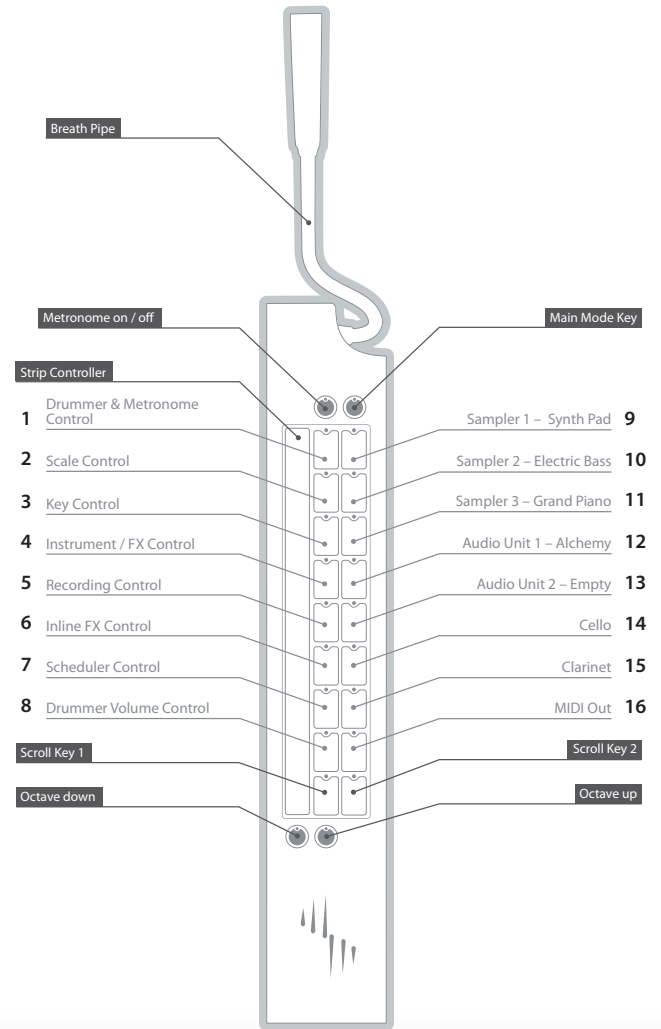 Breath Pipe
Metronome on / off
Main Mode Key
Strip Controller
1 Drummer & Metronome
Control
2 Scale Control
3 Key Control
4 Instrument / FX Control
5 Recording Control
6 Inline FX Control
7 Scheduler Control
8 Drummer Volume Control
Scroll Key 1
Octave down
Sampler 1 – Synth Pad 9
Sampler 2 – Electric Bass 10
Sampler 3 – Grand Piano 11
Audio Unit 1 – Alchemy 12
Audio Unit 2 – Empty 13
Cello 14
Clarinet 15
MIDI Out 16
Scroll Key 2
Octave up